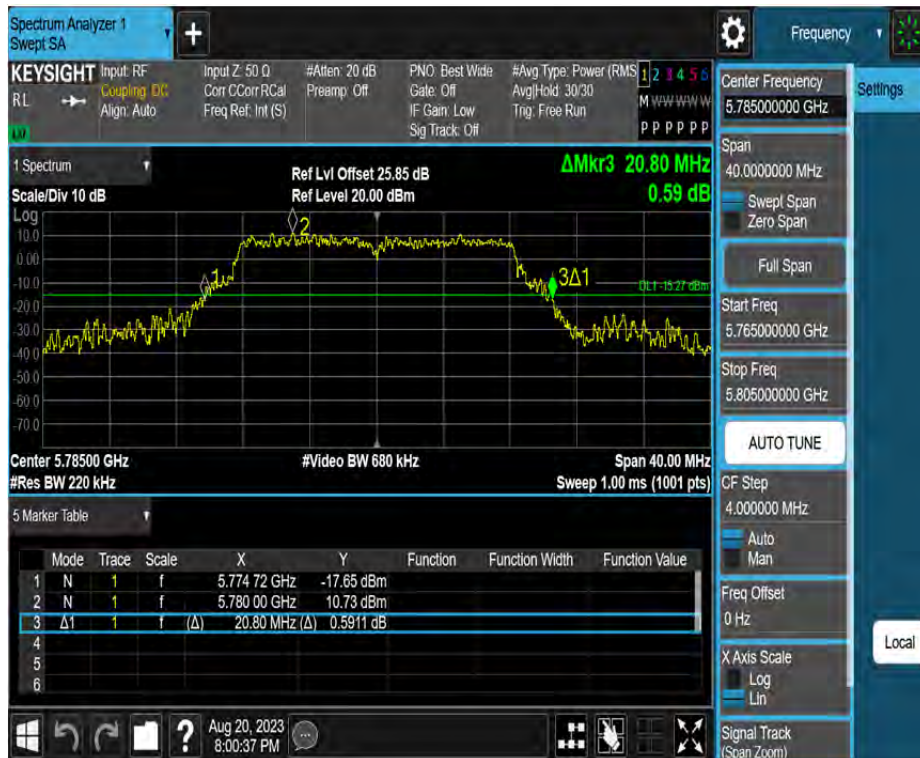 Spectrum Analyzer 1
Swept SA
+
Frequency
KEYSIGHT
RL
Input: RF
Coupling: DC
Align: Auto
Input Z: 50 Ω
Corr CCorr RCal
Freq Ref: Int (S)
#Atten: 20 dB
Preamp: Off
PNO: Best Wide
Gate: Off
IF Gain: Low
Sig Track: Off
#Avg Type: Power (RMS
Avg|Hold: 30/30
Trig: Free Run
1 2 3 4 5 6
M W W W W W
P P P P P P
1 Spectrum
Scale/Div 10 dB
Ref Lvl Offset 25.85 dB
Ref Level 20.00 dBm
ΔMkr3 20.80 MHz
0.59 dB
Log
10.0
0.00
-10.0
-20.0
-30.0
-40.0
-50.0
-60.0
-70.0
1
2
3Δ1
DL1 -15.27 dBm
Center 5.78500 GHz
#Video BW 680 kHz
Span 40.00 MHz
#Res BW 220 kHz
Sweep 1.00 ms (1001 pts)
5 Marker Table
Mode Trace Scale X Y Function Function Width Function Value
1 N 1 f 5.774 72 GHz -17.65 dBm
2 N 1 f 5.780 00 GHz 10.73 dBm
3 Δ1 1 f (Δ) 20.80 MHz (Δ) 0.5911 dB
4
5
6
?
Aug 20, 2023
8:00:37 PM
Center Frequency
5.785000000 GHz
Settings
Span
40.0000000 MHz
Swept Span
Zero Span
Full Span
Start Freq
5.765000000 GHz
Stop Freq
5.805000000 GHz
AUTO TUNE
CF Step
4.000000 MHz
Auto
Man
Freq Offset
0 Hz
Local
X Axis Scale
Log
Lin
Signal Track
(Span Zoom)